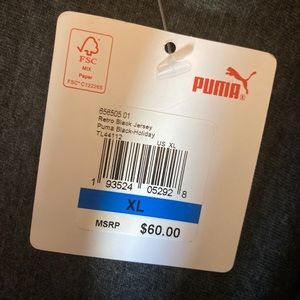 FSC
MIX
Paper
FSC® C122265
PUMA
656505 01
Retro Black Jersey
Puma Black-Holiday
TL44112 US XL
1 93524 05292 8
XL
MSRP $60.00